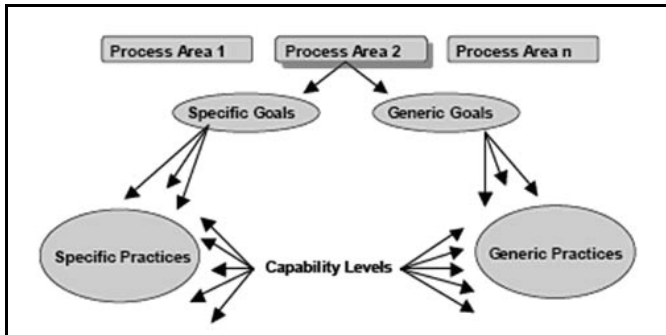 Process Area 1
Process Area 2
Process Area n
Specific Goals
Generic Goals
Specific Practices
Capability Levels
Generic Practices